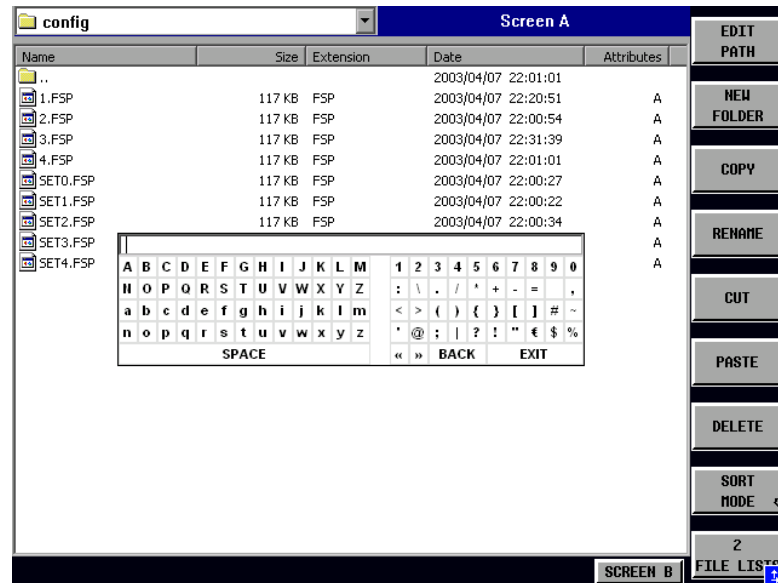 config
Screen A
Name Size Extension Date Attributes
.. 2003/04/07 22:01:01
1.FSP 117 KB FSP 2003/04/07 22:20:51 A
2.FSP 117 KB FSP 2003/04/07 22:00:54 A
3.FSP 117 KB FSP 2003/04/07 22:31:39 A
4.FSP 117 KB FSP 2003/04/07 22:01:01 A
SET0.FSP 117 KB FSP 2003/04/07 22:00:27 A
SET1.FSP 117 KB FSP 2003/04/07 22:00:22 A
SET2.FSP 117 KB FSP 2003/04/07 22:00:34 A
SET3.FSP A
SET4.FSP A
A B C D E F G H I J K L M 1 2 3 4 5 6 7 8 9 0
N O P Q R S T U V W X Y Z : \ . / * + - = ,
a b c d e f g h i j k l m < > ( ) { } [ ] # ~
n o p q r s t u v w x y z ' @ ; | ? ! " € $ %
SPACE « » BACK EXIT
EDIT
PATH
NEW
FOLDER
COPY
RENAME
CUT
PASTE
DELETE
SORT
MODE
2
FILE LISTS
SCREEN B